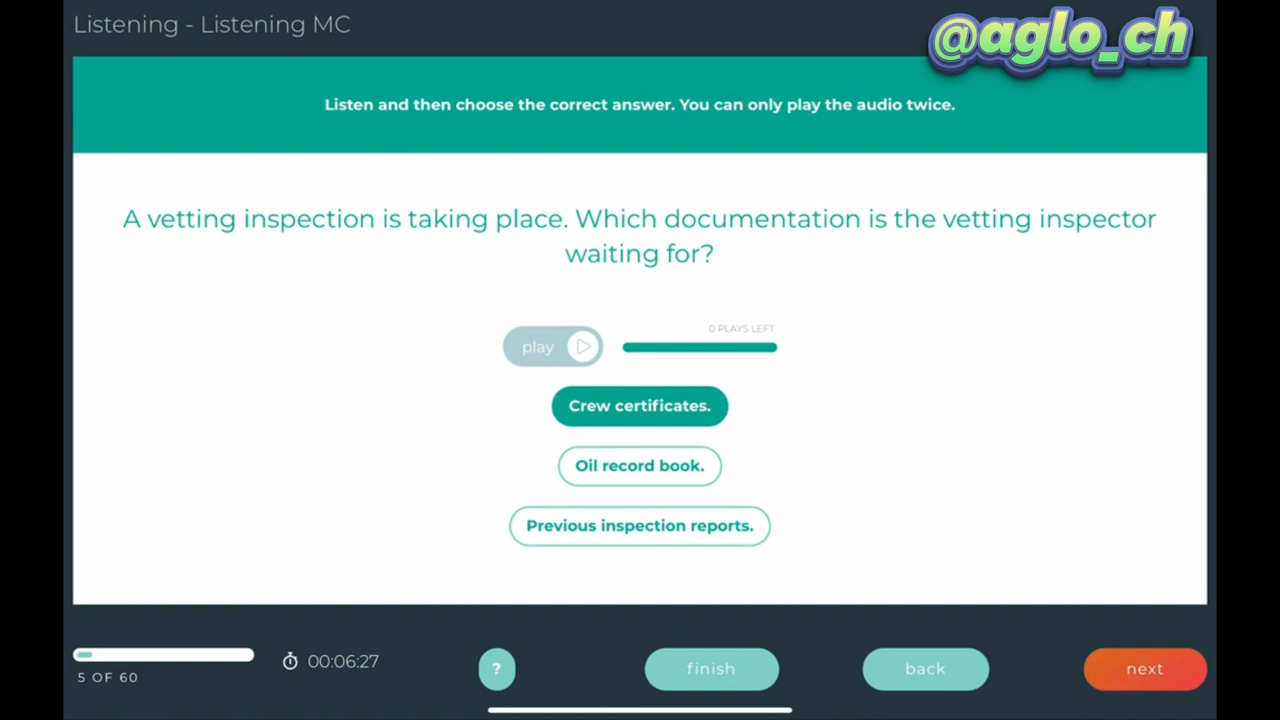 Listening - Listening MC
@aglo_ch
Listen and then choose the correct answer. You can only play the audio twice.
A vetting inspection is taking place. Which documentation is the vetting inspector
waiting for?
0 PLAYS LEFT
play
Crew certificates.
Oil record book.
Previous inspection reports.
5 OF 60
00:06:27
?
finish
back
next